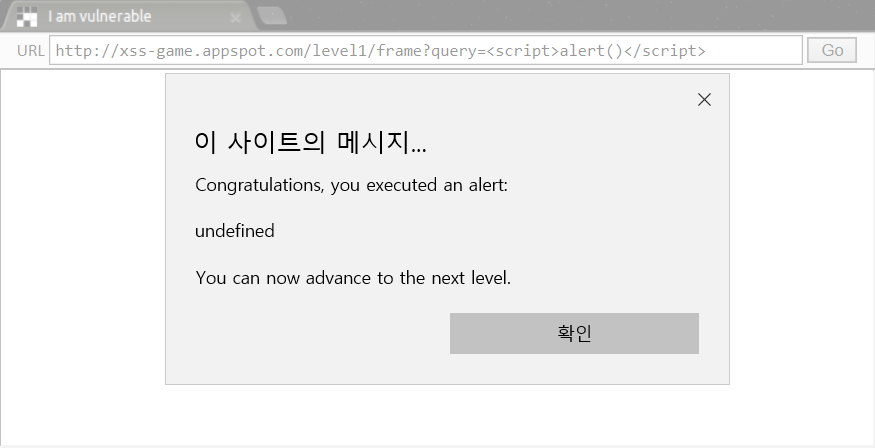 I am vulnerable
URL http://xss-game.appspot.com/level1/frame?query=<script>alert()</script> Go
이 사이트의 메시지...
Congratulations, you executed an alert:
undefined
You can now advance to the next level.
확인